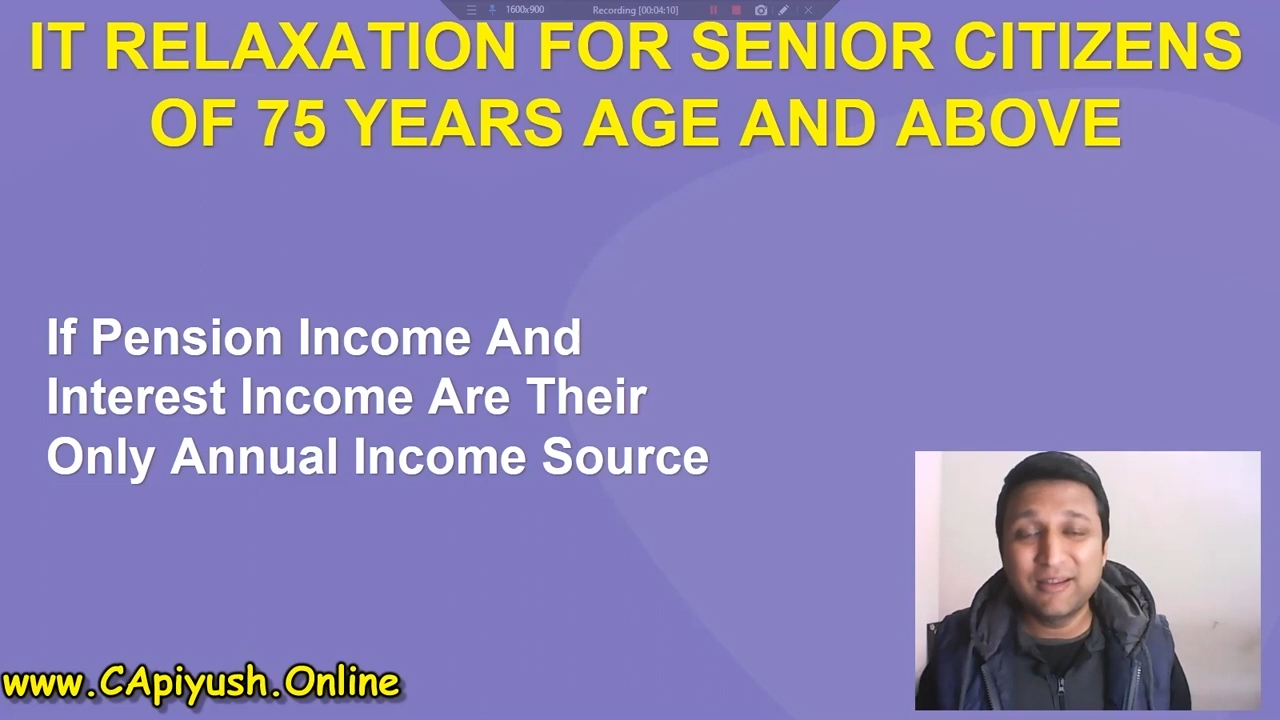 1600x900
Recording [00:04:10]
IT RELAXATION FOR SENIOR CITIZENS
OF 75 YEARS AGE AND ABOVE
If Pension Income And
Interest Income Are Their
Only Annual Income Source
www.CApiyush.Online